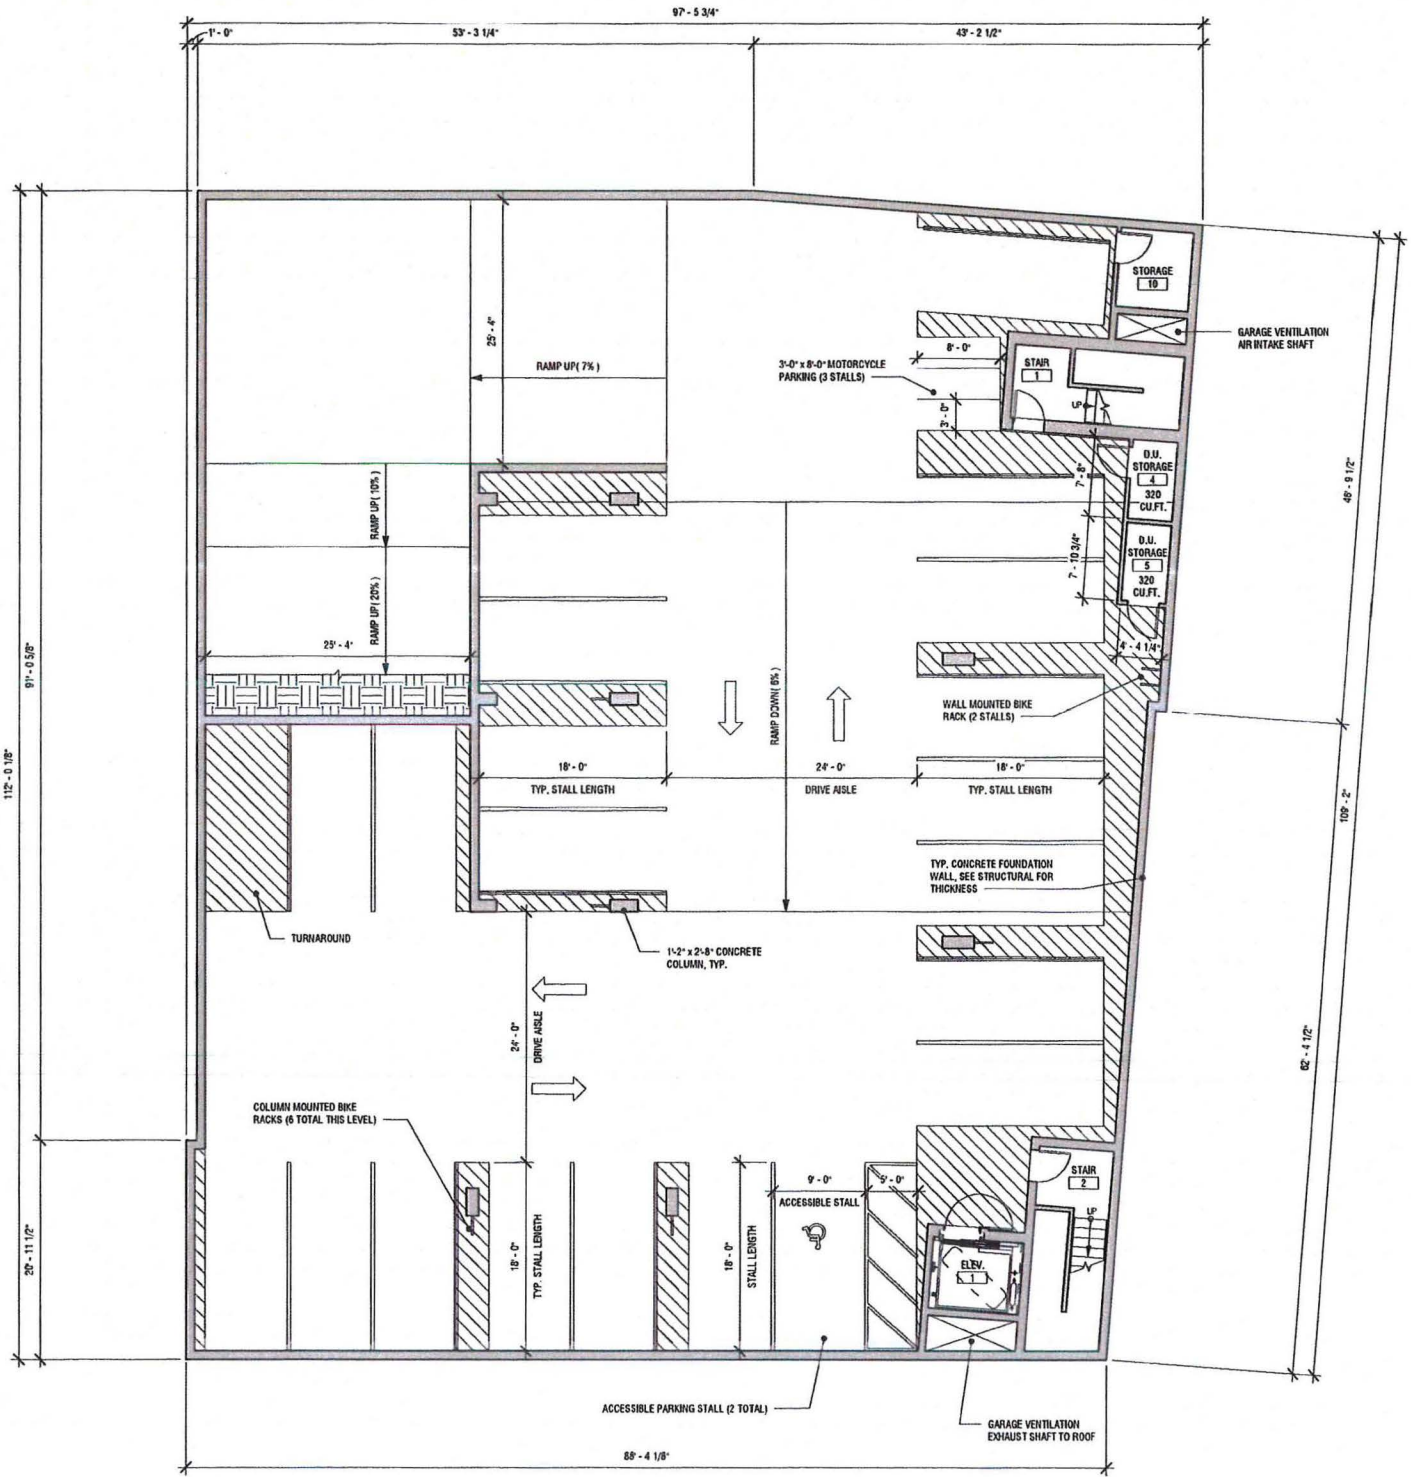 97' - 5 3/4"
1' - 0"
53' - 3 1/4"
43' - 2 1/2"
STORAGE
10
GARAGE VENTILATION
AIR INTAKE SHAFT
25' - 4"
RAMP UP( 7% )
8' - 0"
3'-0" x 8'-0" MOTORCYCLE
PARKING (3 STALLS)
STAIR
1
UP
3' - 0"
RAMP UP( 10% )
RAMP UP( 20% )
25' - 4"
D.U.
STORAGE
4
320
CU.FT.
7' - 8"
D.U.
STORAGE
5
320
CU.FT.
7' - 10 3/4"
4' - 4 1/4"
WALL MOUNTED BIKE
RACK (2 STALLS)
RAMP DOWN( 6% )
18' - 0"
TYP. STALL LENGTH
24' - 0"
DRIVE AISLE
18' - 0"
TYP. STALL LENGTH
TYP. CONCRETE FOUNDATION
WALL, SEE STRUCTURAL FOR
THICKNESS
TURNAROUND
1'-2" x 2'-8" CONCRETE
COLUMN, TYP.
24' - 0"
DRIVE AISLE
COLUMN MOUNTED BIKE
RACKS (6 TOTAL THIS LEVEL)
18' - 0"
TYP. STALL LENGTH
18' - 0"
STALL LENGTH
9' - 0"
5' - 0"
ACCESSIBLE STALL
STAIR
2
UP
ELEV.
1
ACCESSIBLE PARKING STALL (2 TOTAL)
GARAGE VENTILATION
EXHAUST SHAFT TO ROOF
88' - 4 1/8"
112' - 0 1/8"
91' - 0 5/8"
20' - 11 1/2"
46' - 9 1/2"
109' - 2"
62' - 4 1/2"